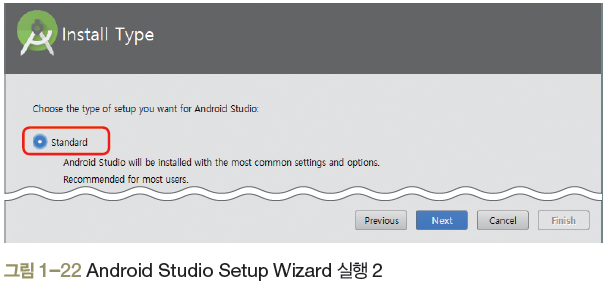 Install Type
Choose the type of setup you want for Android Studio:
Standard
Android Studio will be installed with the most common settings and options.
Recommended for most users.
Previous Next Cancel Finish
그림 1-22 Android Studio Setup Wizard 실행 2